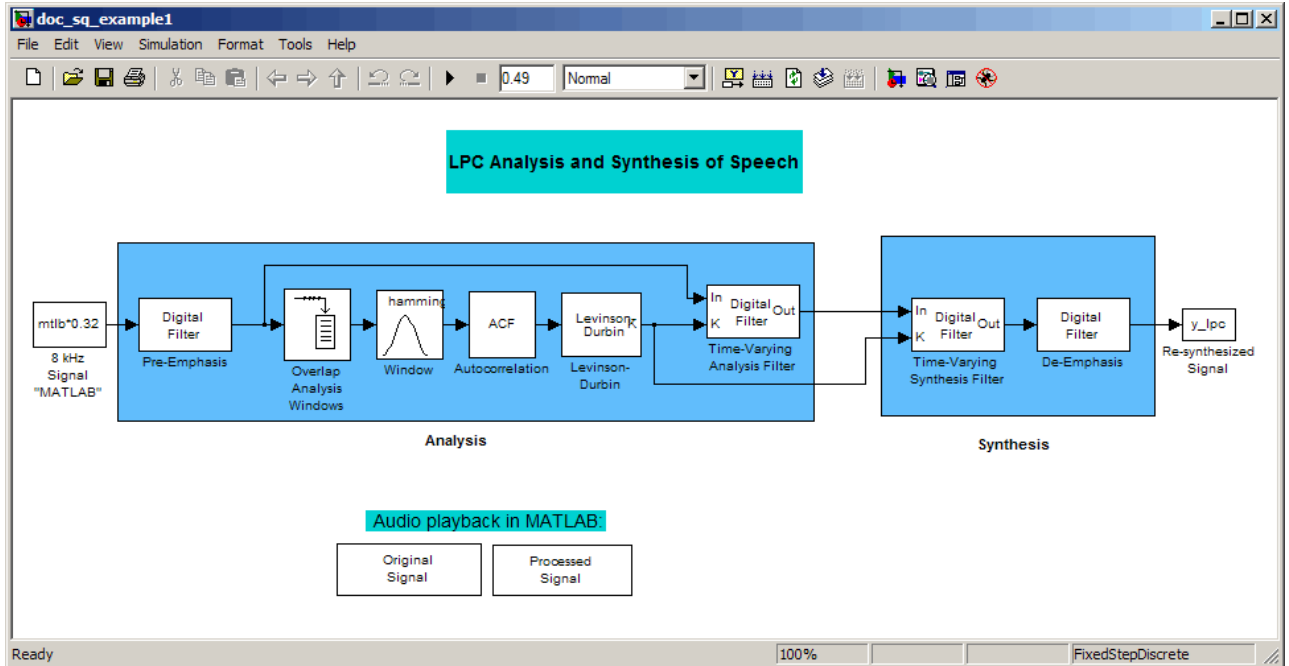 doc_sq_example1
File Edit View Simulation Format Tools Help
0.49 Normal
LPC Analysis and Synthesis of Speech
mtlb*0.32
8 kHz
Signal
"MATLAB"
Digital
Filter
Pre-Emphasis
Overlap
Analysis
Windows
hamming
Window
ACF
Autocorrelation
Levinson-
Durbin
K
Levinson-
Durbin
In
K
Digital
Filter
Out
Time-Varying
Analysis Filter
Analysis
In
K
Digital
Filter
Out
Time-Varying
Synthesis Filter
Digital
Filter
De-Emphasis
Synthesis
y_lpc
Re-synthesized
Signal
Audio playback in MATLAB:
Original
Signal
Processed
Signal
Ready 100% FixedStepDiscrete